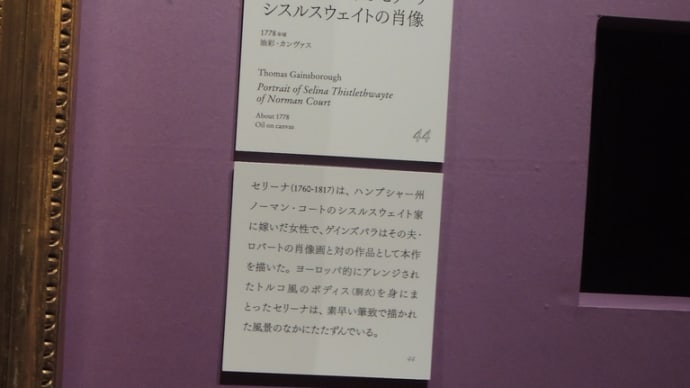 シスルスウェイトの肖像
1778年頃
油彩・カンヴァス
Thomas Gainsborough
Portrait of Selina Thistlethwayte
of Norman Court
About 1778
Oil on canvas
44
セリーナ(1760-1817)は、ハンプシャー州
ノーマン・コートのシスルスウェイト家
に嫁いだ女性で、ゲインズバラはその夫・
ロバートの肖像画と対の作品として本作
を描いた。ヨーロッパ的にアレンジされ
たトルコ風のボディス(胴衣)を身にま
とったセリーナは、素早い筆致で描かれ
た風景のなかにたたずんでいる。
44